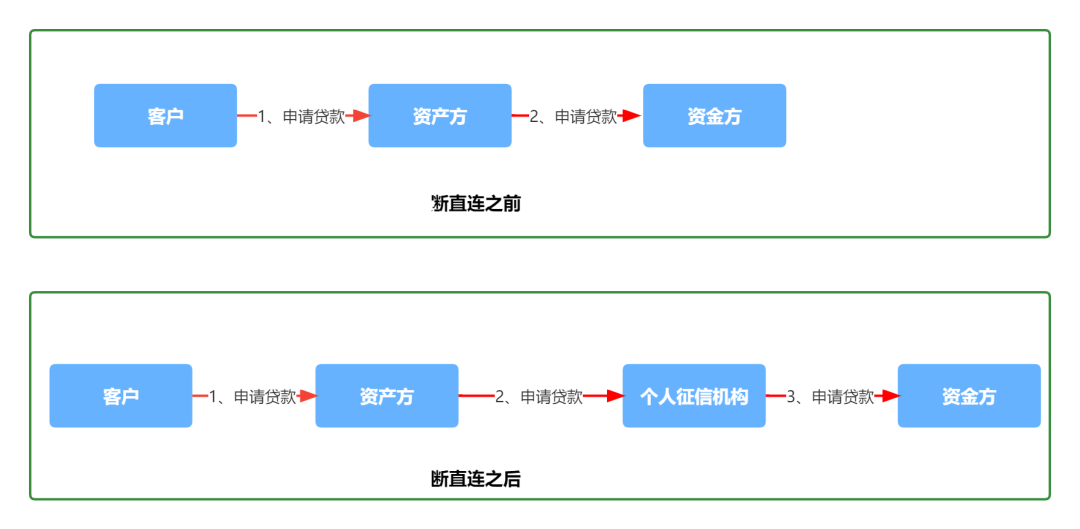 客户
1、申请贷款
资产方
2、申请贷款
资金方
断直连之前
客户
1、申请贷款
资产方
2、申请贷款
个人征信机构
3、申请贷款
资金方
断直连之后